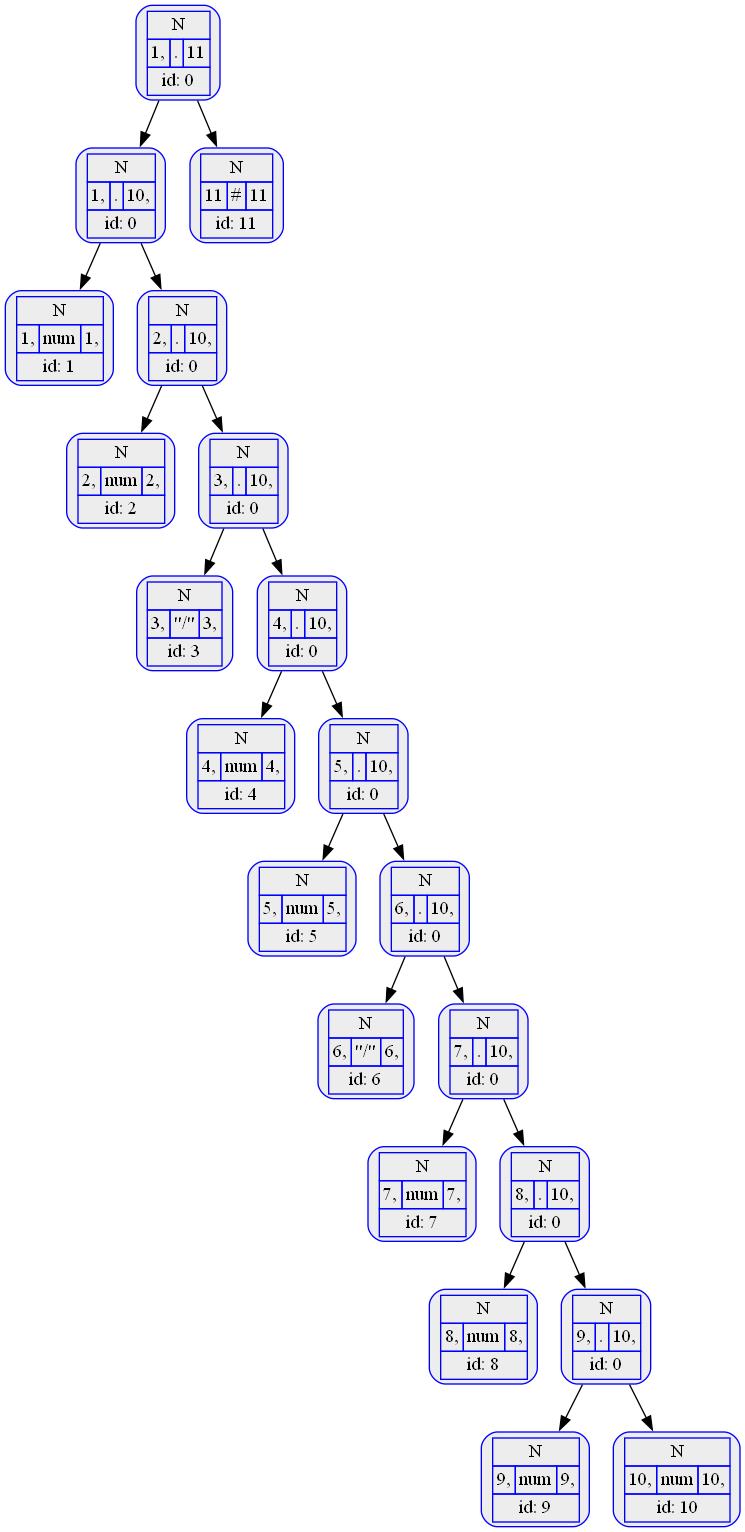 N
1, . 11
id: 0
N
1, . 10,
id: 0
N
11 # 11
id: 11
N
1, num 1,
id: 1
N
2, . 10,
id: 0
N
2, num 2,
id: 2
N
3, . 10,
id: 0
N
3, "/" 3,
id: 3
N
4, . 10,
id: 0
N
4, num 4,
id: 4
N
5, . 10,
id: 0
N
5, num 5,
id: 5
N
6, . 10,
id: 0
N
6, "/" 6,
id: 6
N
7, . 10,
id: 0
N
7, num 7,
id: 7
N
8, . 10,
id: 0
N
8, num 8,
id: 8
N
9, . 10,
id: 0
N
9, num 9,
id: 9
N
10, num 10,
id: 10